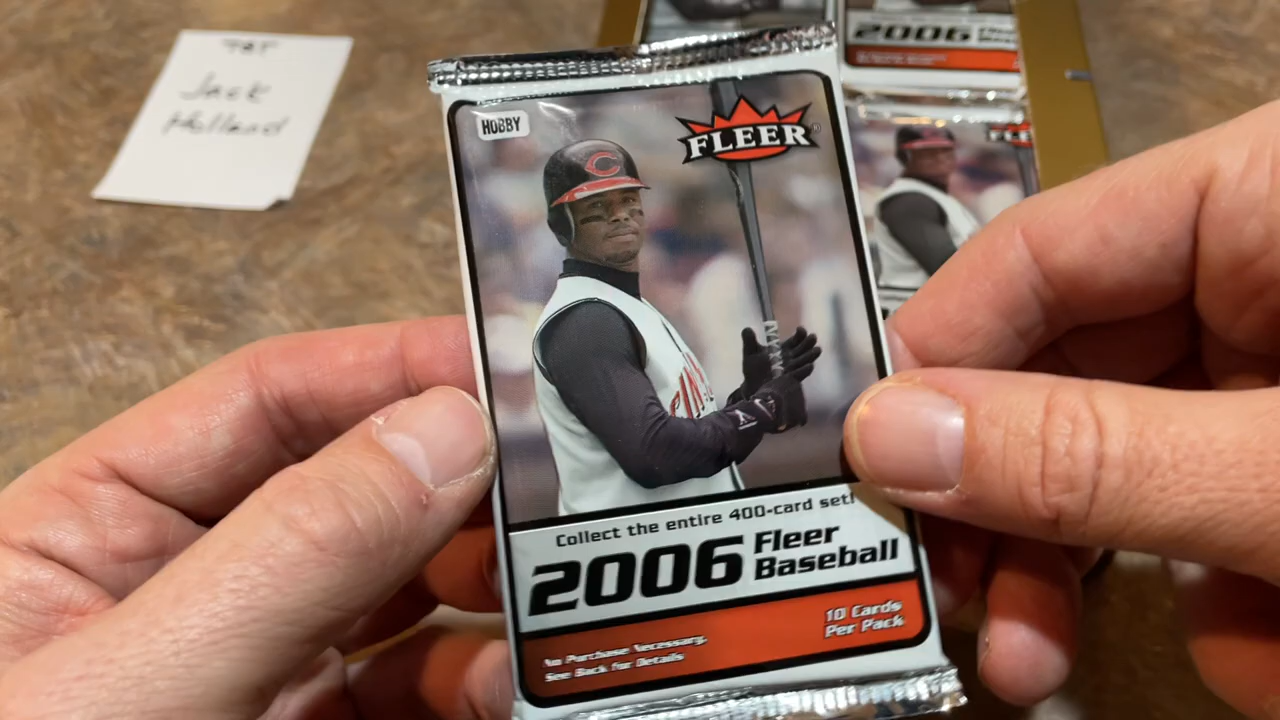 Jack
Holland
HOBBY
FLEER
Collect the entire 400-card set!
2006 Fleer
Baseball
10 Cards
Per Pack
No Purchase Necessary,
See Back for Details
2006